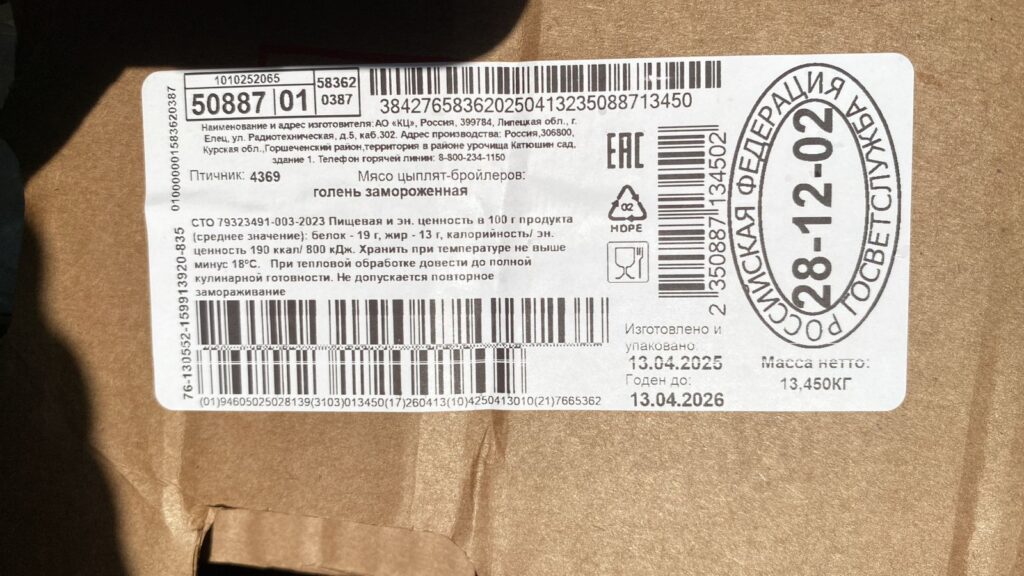 1010252065
50887 01
58362
0387
38427658362025041323508871 3450
Наименование и адрес изготовителя:АО «КЦ», Россия, 399784, Липецкая обл., г.
Елец, ул. Радиотехническая, д.5, каб.302. Адрес производства: Россия,306800,
Курская обл.,Горшеченский район,территория в районе урочища Катюшин сад,
здание 1. Телефон горячей линии: 8-800-234-1150
Птичник: 4369
Мясо цыплят-бройлеров:
голень замороженная
СТО 79323491-003-2023 Пищевая и эн. ценность в 100 г продукта
(среднее значение): белок - 19 г, жир - 13 г, калорийность/ эн.
ценность 190 ккал/ 800 кДж. Хранить при температуре не выше
минус 18°С. При тепловой обработке довести до полной
кулинарной готовности. Не допускается повторное
замораживание
(01)94605025028139(3103)013450(17)260413(10)4250413010(21)7665362
0100000001583620387
76-130552-159913920-835
ЕАС
02
HDPE
2 350887 134502
Изготовлено и
упаковано:
13.04.2025
Годен до:
13.04.2026
РОССИЙСКАЯ ФЕДЕРАЦИЯ
28-12-02
ГОСВЕТСЛУЖБА
Масса нетто:
13,450КГ